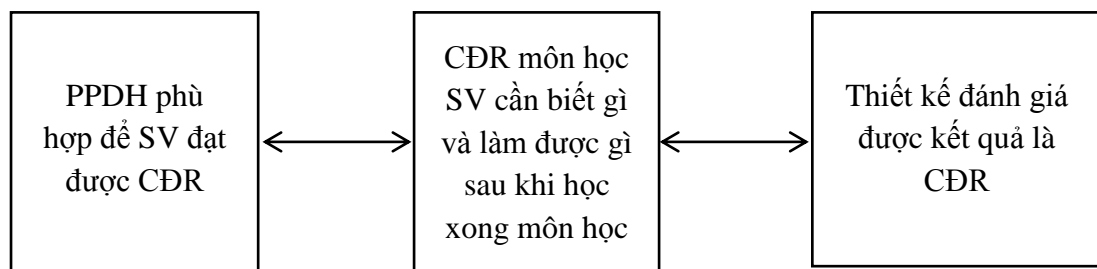 PPDH phù
hợp để SV đạt
được CĐR
CĐR môn học
SV cần biết gì
và làm được gì
sau khi học
xong môn học
Thiết kế đánh giá
được kết quả là
CĐR